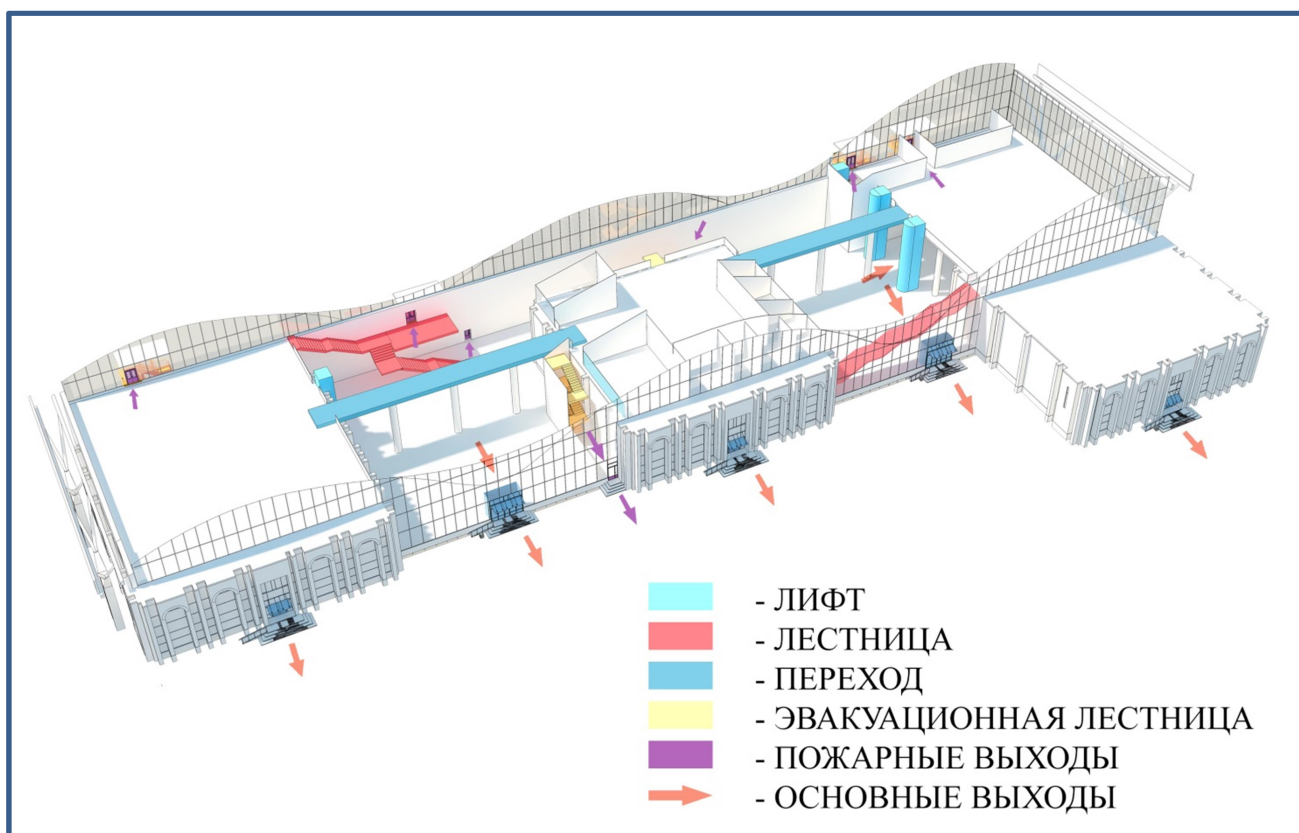 - ЛИФТ
- ЛЕСТНИЦА
- ПЕРЕХОД
- ЭВАКУАЦИОННАЯ ЛЕСТНИЦА
- ПОЖАРНЫЕ ВЫХОДЫ
- ОСНОВНЫЕ ВЫХОДЫ